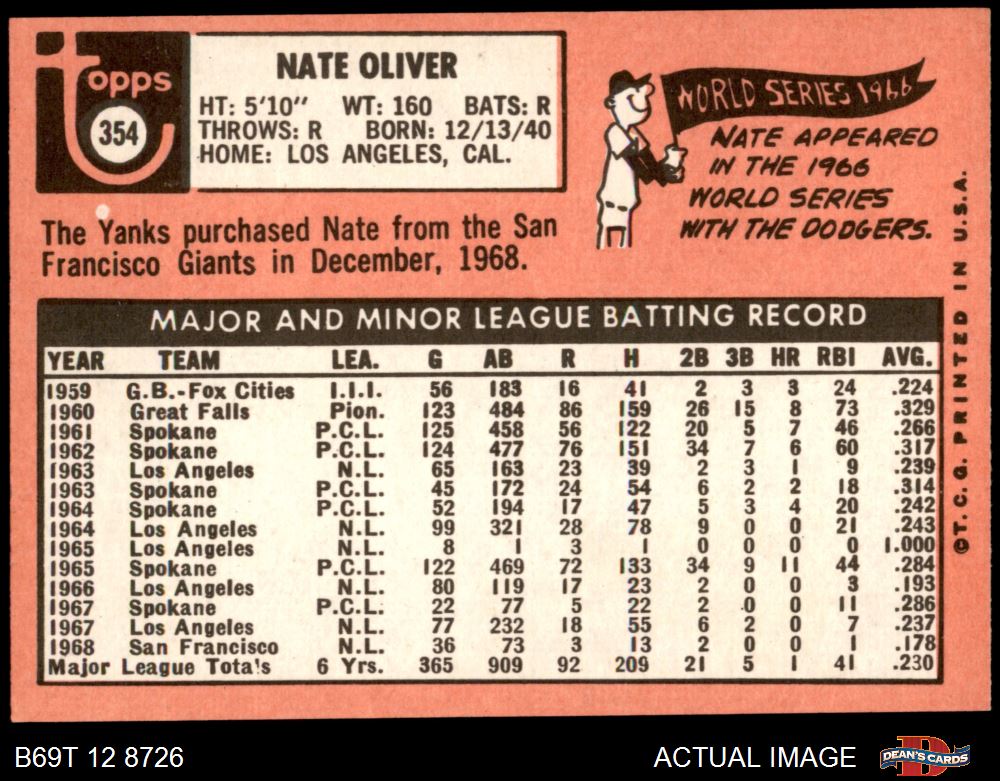 Topps
354
NATE OLIVER
HT: 5'10" WT: 160 BATS: R
THROWS: R BORN: 12/13/40
HOME: LOS ANGELES, CAL.
The Yanks purchased Nate from the San
Francisco Giants in December, 1968.
WORLD SERIES 1966
NATE APPEARED
IN THE 1966
WORLD SERIES
WITH THE DODGERS.
MAJOR AND MINOR LEAGUE BATTING RECORD
YEAR TEAM LEA. G AB R H 2B 3B HR RBI AVG.
1959 G.B.-Fox Cities I.I.I. 56 183 16 41 2 3 3 24 .224
1960 Great Falls Pion. 123 484 86 159 26 15 8 73 .329
1961 Spokane P.C.L. 125 458 56 122 20 5 7 46 .266
1962 Spokane P.C.L. 124 477 76 151 34 7 6 60 .317
1963 Los Angeles N.L. 65 163 23 39 2 3 1 9 .239
1963 Spokane P.C.L. 45 172 24 54 6 2 2 18 .314
1964 Spokane P.C.L. 52 194 17 47 5 3 4 20 .242
1964 Los Angeles N.L. 99 321 28 78 9 0 0 21 .243
1965 Los Angeles N.L. 8 1 3 1 0 0 0 0 1.000
1965 Spokane P.C.L. 122 469 72 133 34 9 11 44 .284
1966 Los Angeles N.L. 80 119 17 23 2 0 0 3 .193
1967 Spokane P.C.L. 22 77 5 22 2 0 0 11 .286
1967 Los Angeles N.L. 77 232 18 55 6 2 0 7 .237
1968 San Francisco N.L. 36 73 3 13 2 0 0 1 .178
Major League Tota's 6 Yrs. 365 909 92 209 21 5 1 41 .230
©T. C. G. PRINTED IN U.S.A.
B69T 12 8726
ACTUAL IMAGE
DEAN'S CARDS